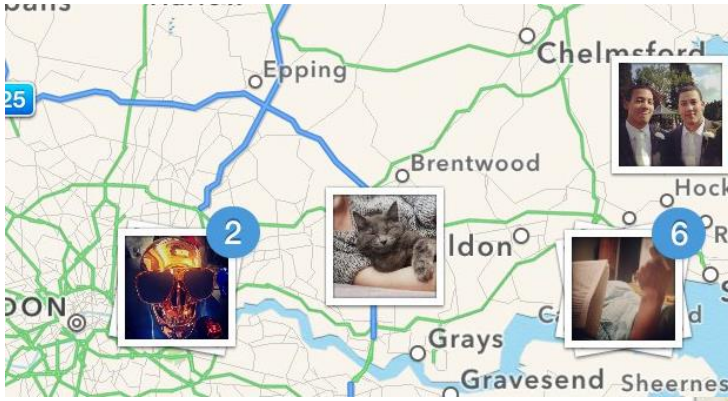 Chelmsford
Epping
25
Brentwood
Hock
2
6
R
ldon
DON
Grays
Gravesend
Sheernes